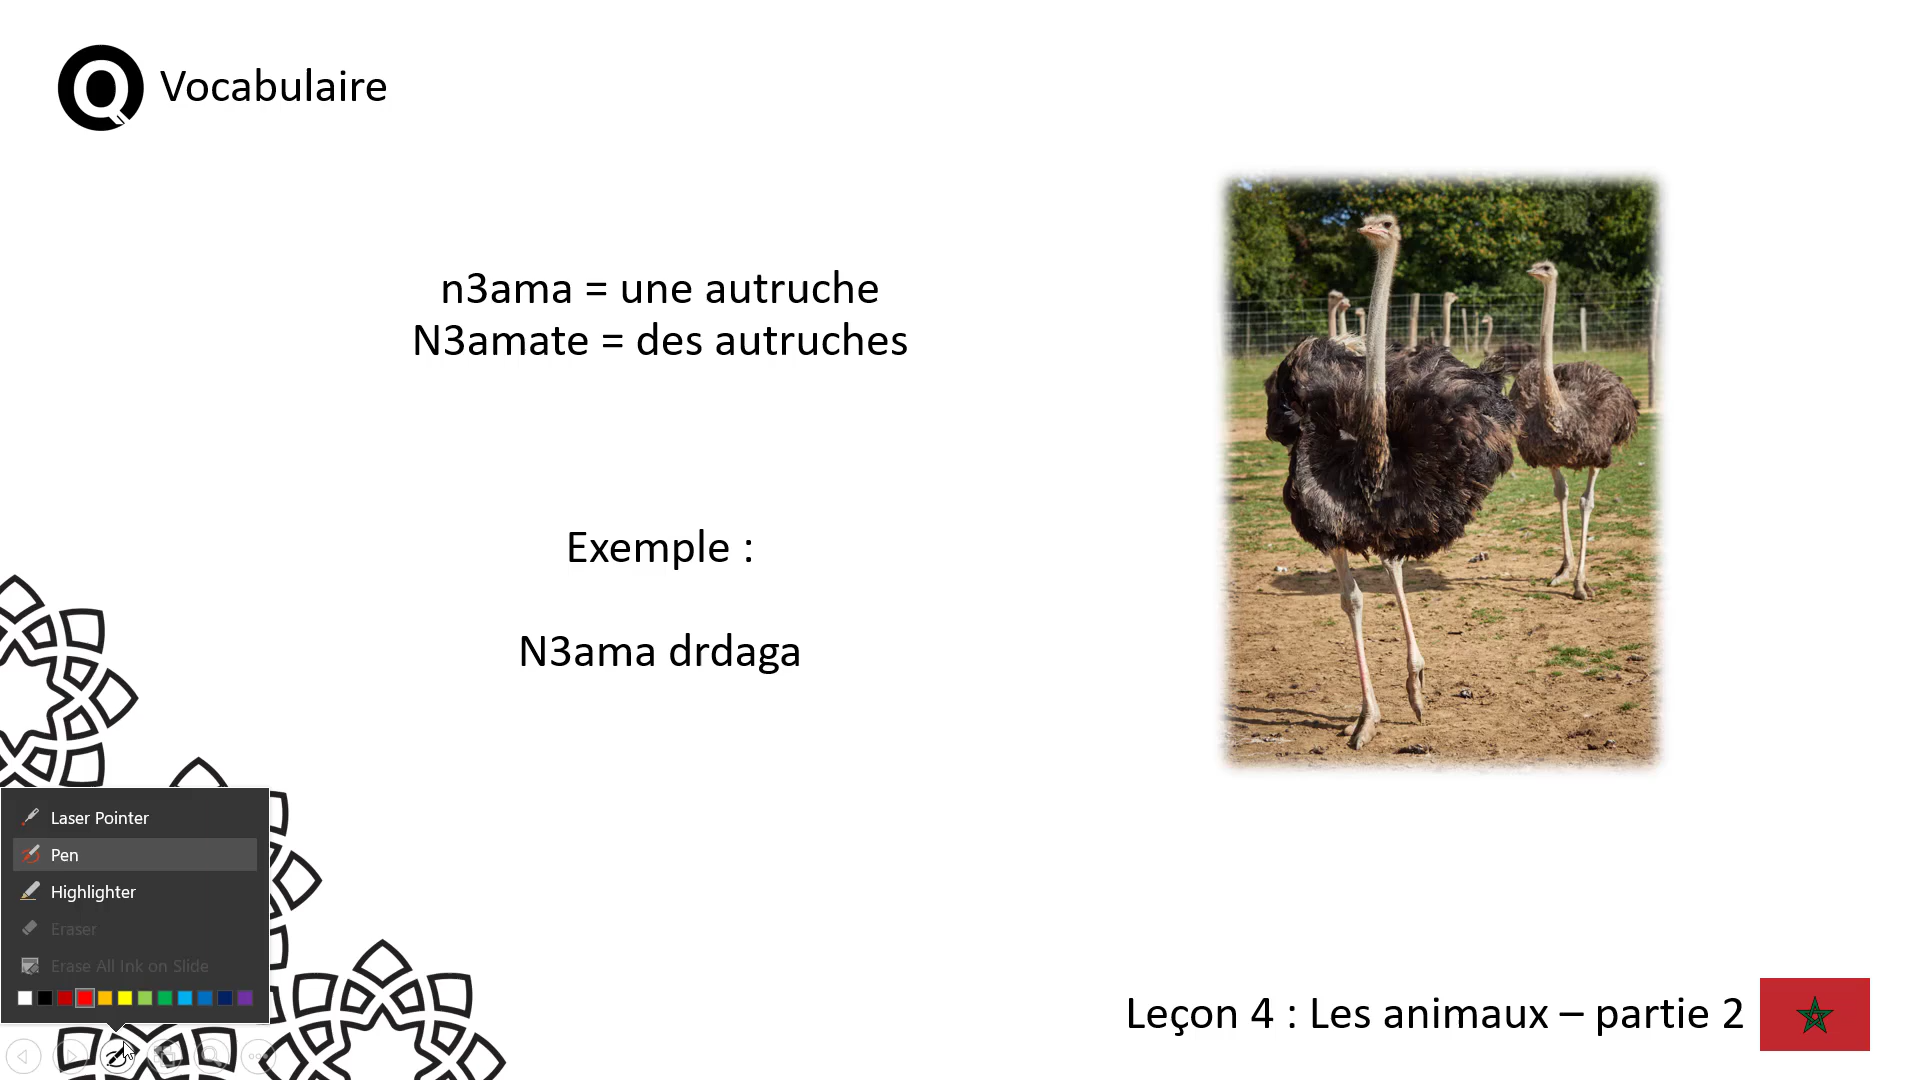 Q Vocabulaire
n3ama = une autruche
N3amate = des autruches
Exemple :
N3ama drdaga
Laser Pointer
Pen
Highlighter
Eraser
Erase All Ink on Slide
Leçon 4 : Les animaux – partie 2